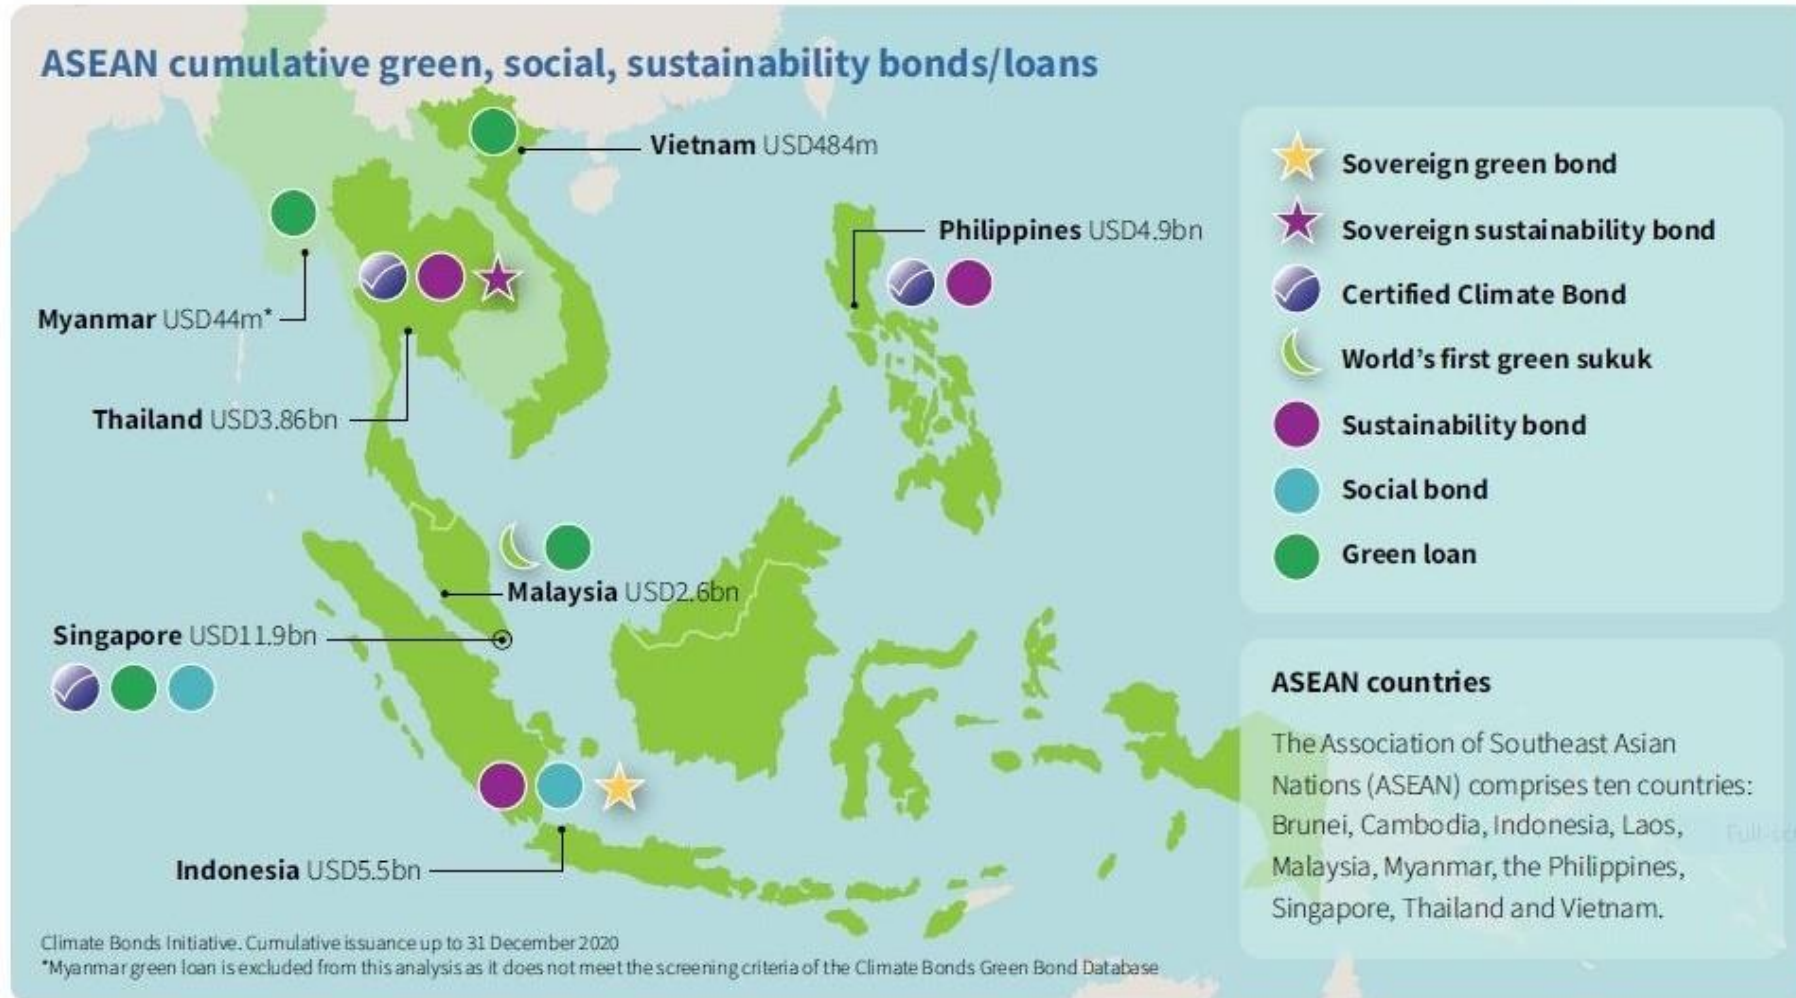 ASEAN cumulative green, social, sustainability bonds/loans
Vietnam USD484m
Philippines USD4.9bn
Myanmar USD44m*
Thailand USD3.86bn
Malaysia USD2.6bn
Singapore USD11.9bn
Indonesia USD5.5bn
Sovereign green bond
Sovereign sustainability bond
Certified Climate Bond
World's first green sukuk
Sustainability bond
Social bond
Green loan
ASEAN countries
The Association of Southeast Asian
Nations (ASEAN) comprises ten countries:
Brunei, Cambodia, Indonesia, Laos,
Malaysia, Myanmar, the Philippines,
Singapore, Thailand and Vietnam.
Climate Bonds Initiative. Cumulative issuance up to 31 December 2020
*Myanmar green loan is excluded from this analysis as it does not meet the screening criteria of the Climate Bonds Green Bond Database